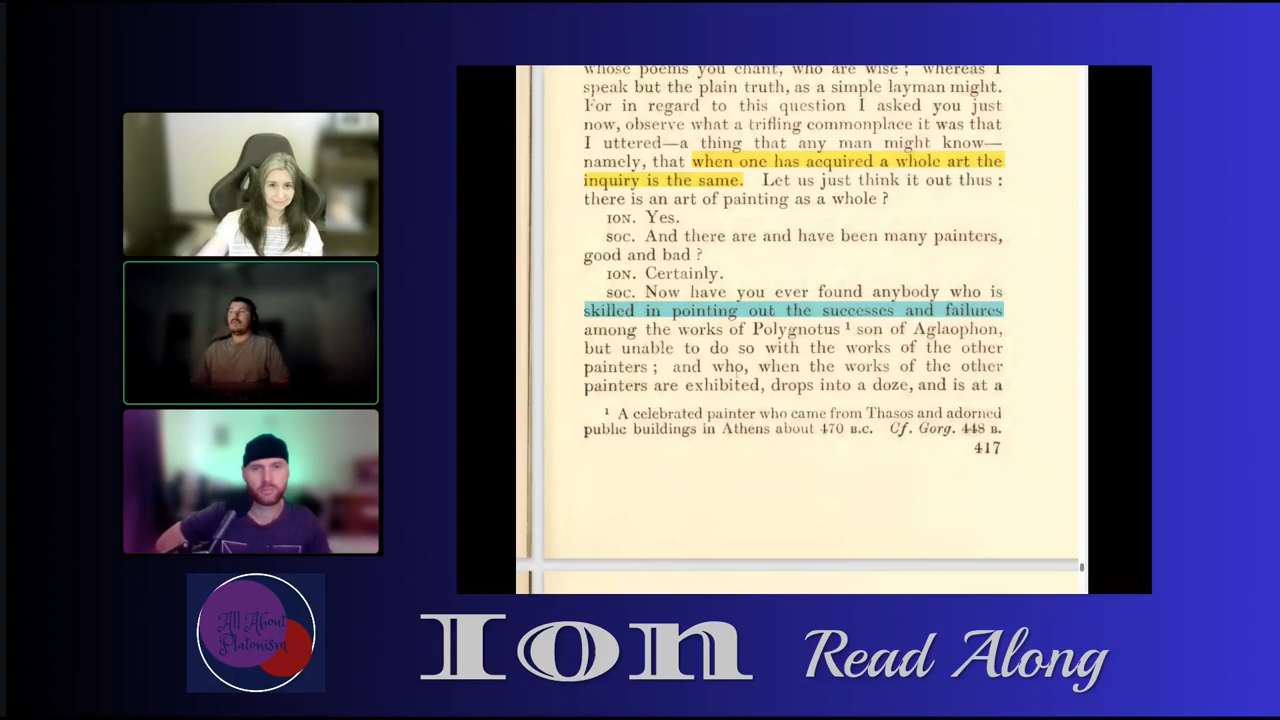 whose poems you chant, who are wise ; whereas I
speak but the plain truth, as a simple layman might.
For in regard to this question I asked you just
now, observe what a trifling commonplace it was that
I uttered—a thing that any man might know—
namely, that when one has acquired a whole art the
inquiry is the same. Let us just think it out thus :
there is an art of painting as a whole ?
ION. Yes.
SOC. And there are and have been many painters,
good and bad ?
ION. Certainly.
SOC. Now have you ever found anybody who is
skilled in pointing out the successes and failures
among the works of Polygnotus ¹ son of Aglaophon,
but unable to do so with the works of the other
painters ; and who, when the works of the other
painters are exhibited, drops into a doze, and is at a
¹ A celebrated painter who came from Thasos and adorned
public buildings in Athens about 470 B.C. Cf. Gorg. 448 B.
417
All About
Platonism
Ion Read Along